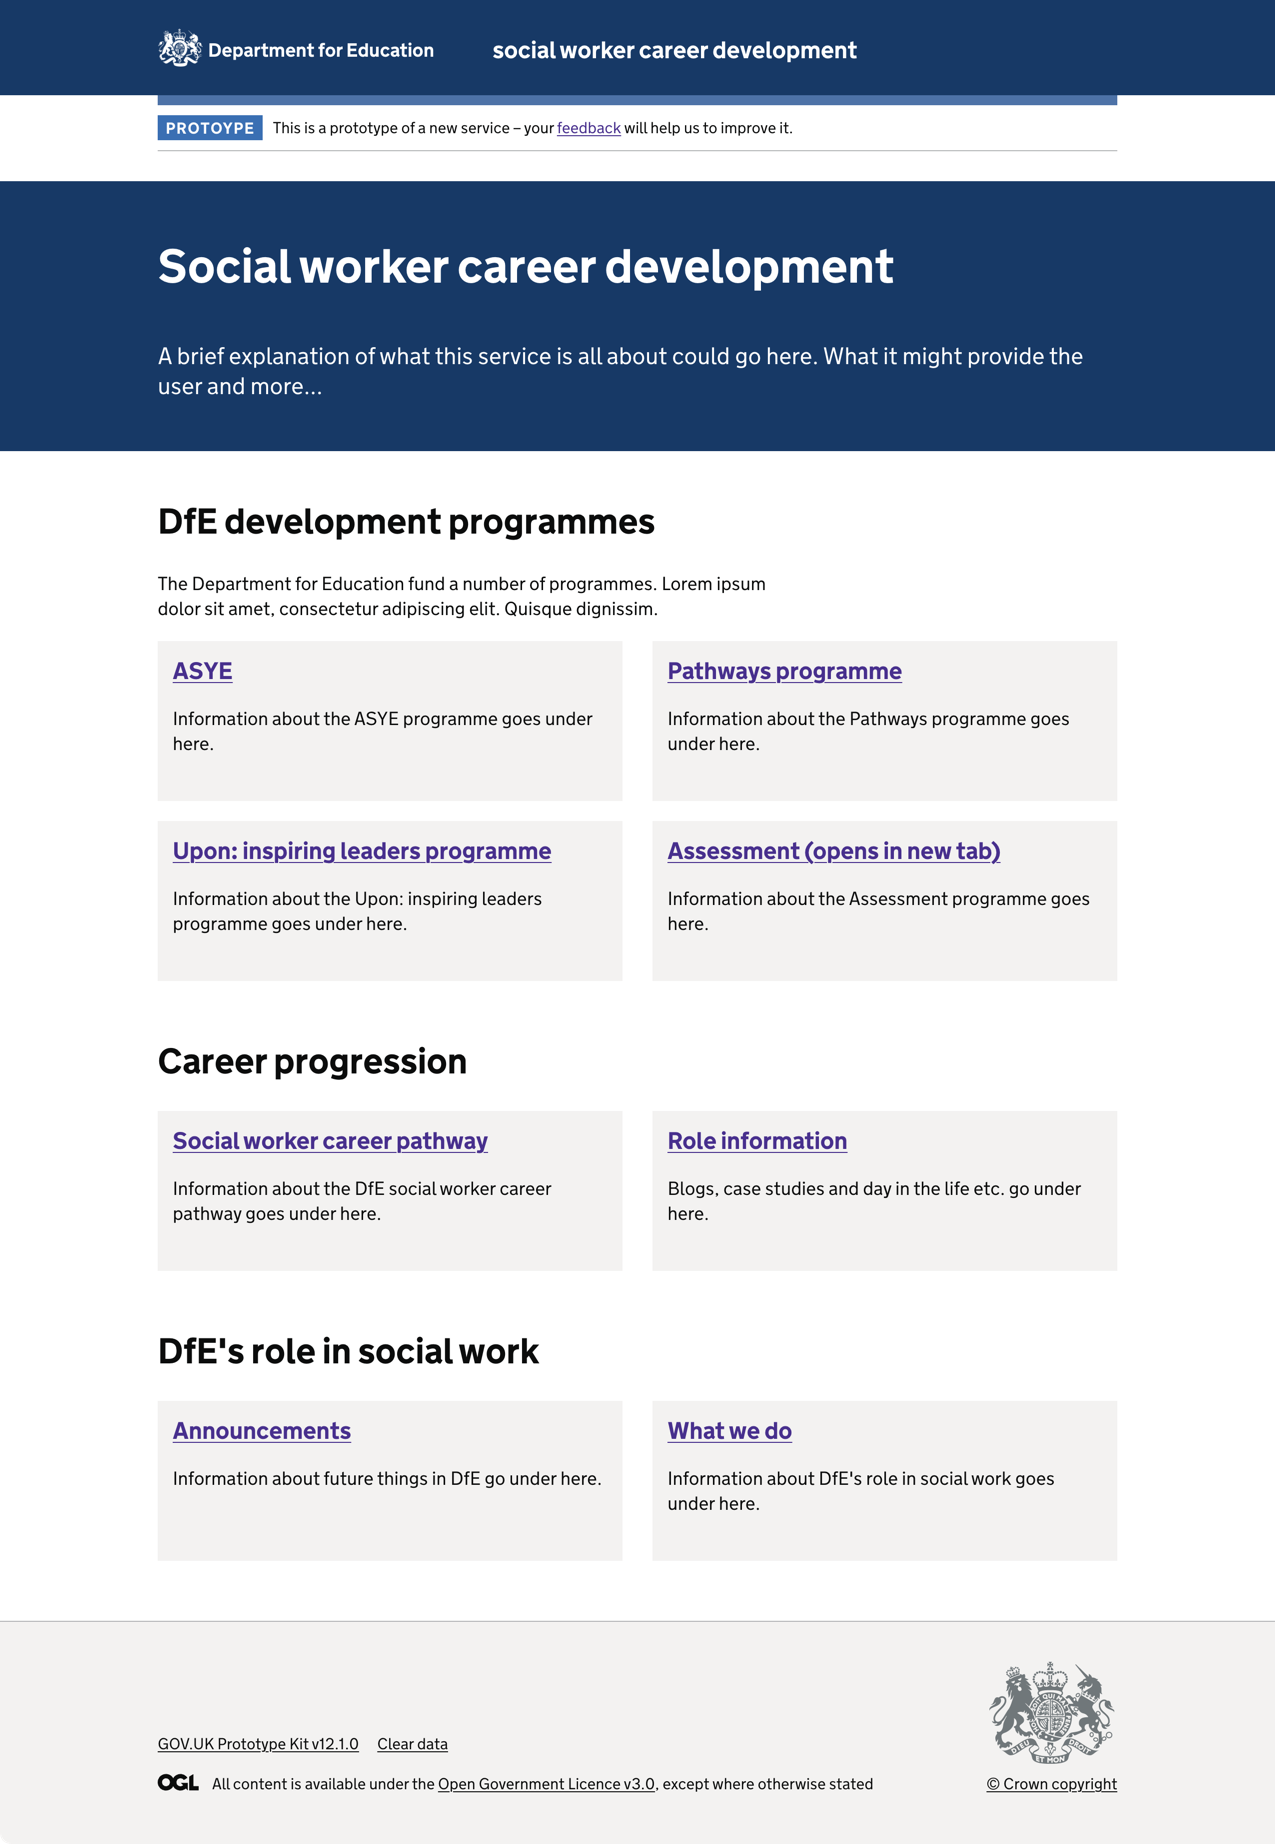 Department for Education
social worker career development
PROTOYPE
This is a prototype of a new service – your feedback will help us to improve it.
Social worker career development
A brief explanation of what this service is all about could go here. What it might provide the
user and more...
DfE development programmes
The Department for Education fund a number of programmes. Lorem ipsum
dolor sit amet, consectetur adipiscing elit. Quisque dignissim.
ASYE
Information about the ASYE programme goes under
here.
Pathways programme
Information about the Pathways programme goes
under here.
Upon: inspiring leaders programme
Information about the Upon: inspiring leaders
programme goes under here.
Assessment (opens in new tab)
Information about the Assessment programme goes
here.
Career progression
Social worker career pathway
Information about the DfE social worker career
pathway goes under here.
Role information
Blogs, case studies and day in the life etc. go under
here.
DfE's role in social work
Announcements
Information about future things in DfE go under here.
What we do
Information about DfE's role in social work goes
under here.
GOV.UK Prototype Kit v12.1.0
Clear data
OGL
All content is available under the Open Government Licence v3.0, except where otherwise stated
DIEU ET MON DROIT
© Crown copyright